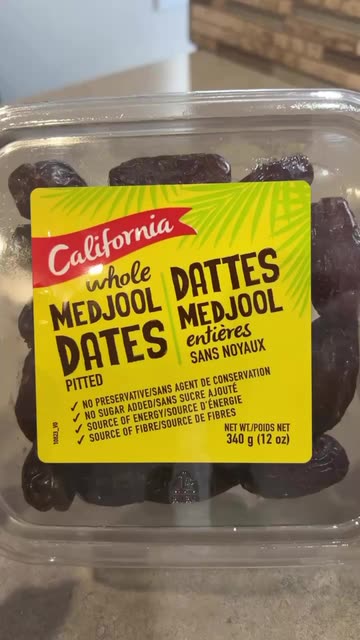 California
whole
MEDJOOL
DATES
PITTED
DATTES
MEDJOOL
entières
SANS NOYAUX
✓ NO PRESERVATIVE/SANS AGENT DE CONSERVATION
✓ NO SUGAR ADDED/SANS SUCRE AJOUTÉ
✓ SOURCE OF ENERGY/SOURCE D'ÉNERGIE
✓ SOURCE OF FIBRE/SOURCE DE FIBRES
NET WT./POIDS NET
340 g (12 oz)